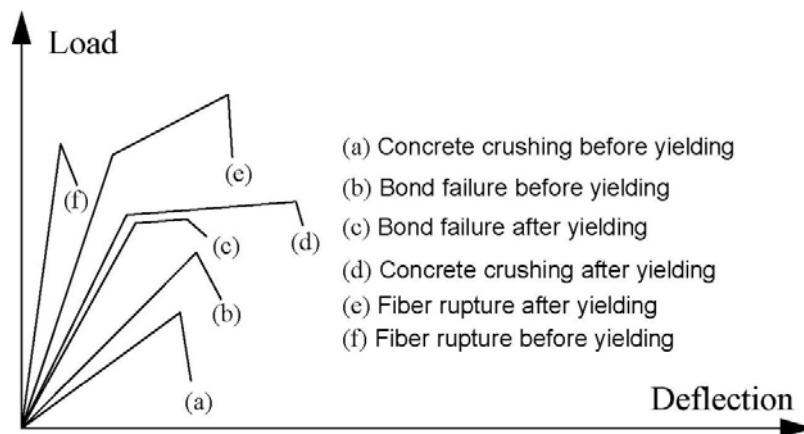 Load
(a) Concrete crushing before yielding
(b) Bond failure before yielding
(c) Bond failure after yielding
(d) Concrete crushing after yielding
(e) Fiber rupture after yielding
(f) Fiber rupture before yielding
(e)
(f)
(c)
(d)
(b)
(a)
Deflection